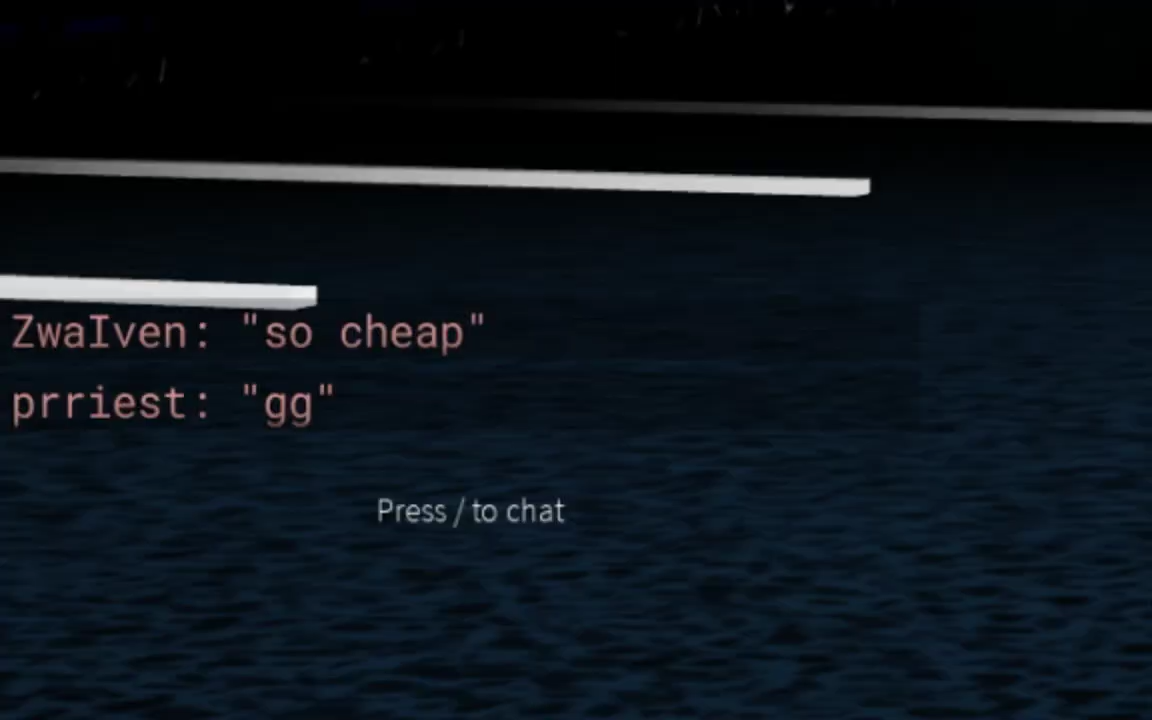 ZwaIven: "so cheap"
prriest: "gg"
Press / to chat